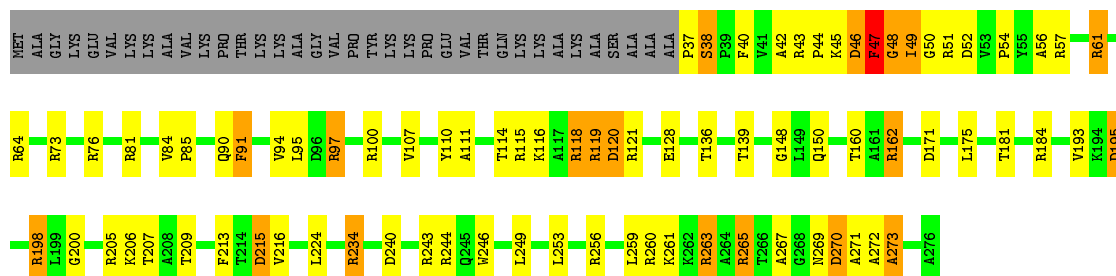 MET ALA GLY LYS GLU VAL LYS LYS ALA VAL LYS PRO THR LYS LYS ALA GLY VAL PRO TYR LYS LYS PRO GLU VAL THR GLN LYS LYS ALA LYS ALA SER ALA ALA ALA P37 S38 P39 F40 V41 A42 R43 P44 K45 D46 F47 G48 I49 G50 R51 D52 V53 P54 Y55 A56 R57 R61
R64 R73 R76 R81 V84 P85 Q90 F91 V94 L95 D96 R97 R100 V107 Y110 A111 T114 R115 K116 A117 R118 R119 D120 R121 E128 T136 T139 G148 L149 Q150 T160 A161 R162 D171 L175 T181 R184 V193 K194 D195
R198 L199 G200 R205 K206 T207 A208 T209 F213 T214 D215 V216 L224 R234 D240 R243 R244 Q245 W246 L249 L253 R256 L259 R260 K261 K262 R263 A264 R265 T266 A267 G268 N269 D270 A271 A272 A273 A276